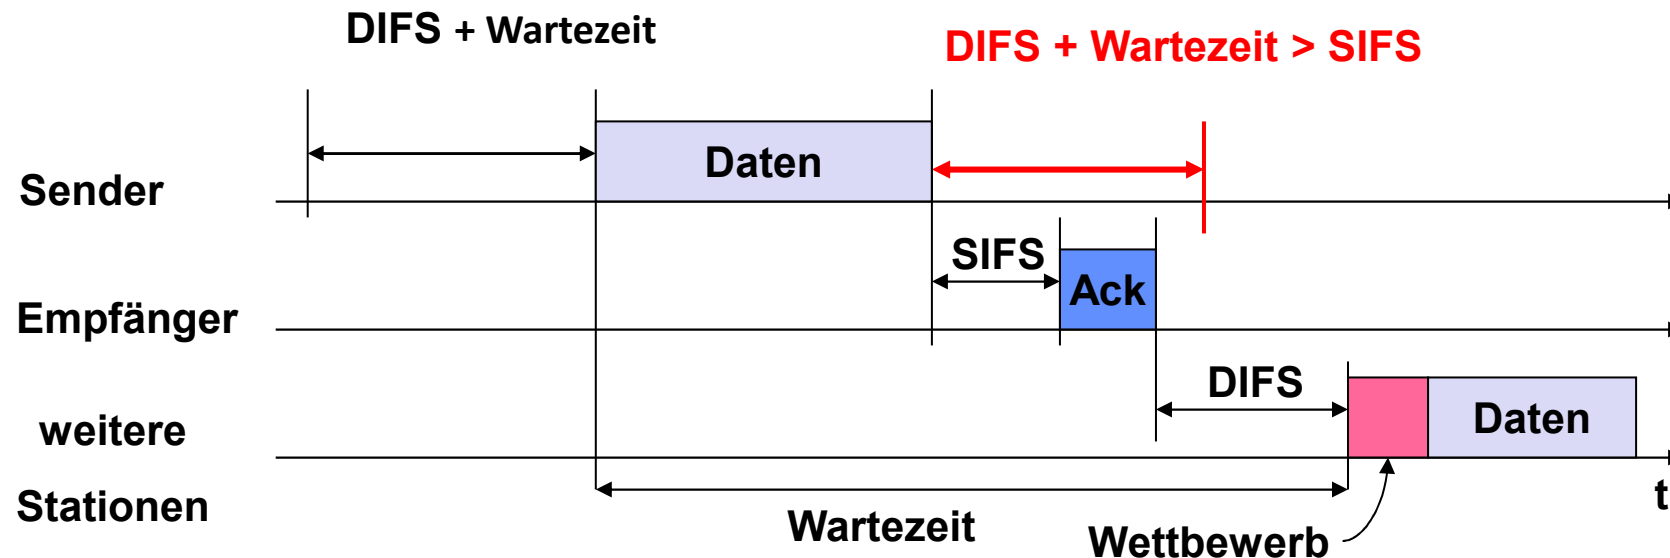 DIFS + Wartezeit
DIFS + Wartezeit > SIFS
Daten
Sender
SIFS
Ack
Empfänger
DIFS
weitere
Daten
Stationen
t
Wartezeit
Wettbewerb